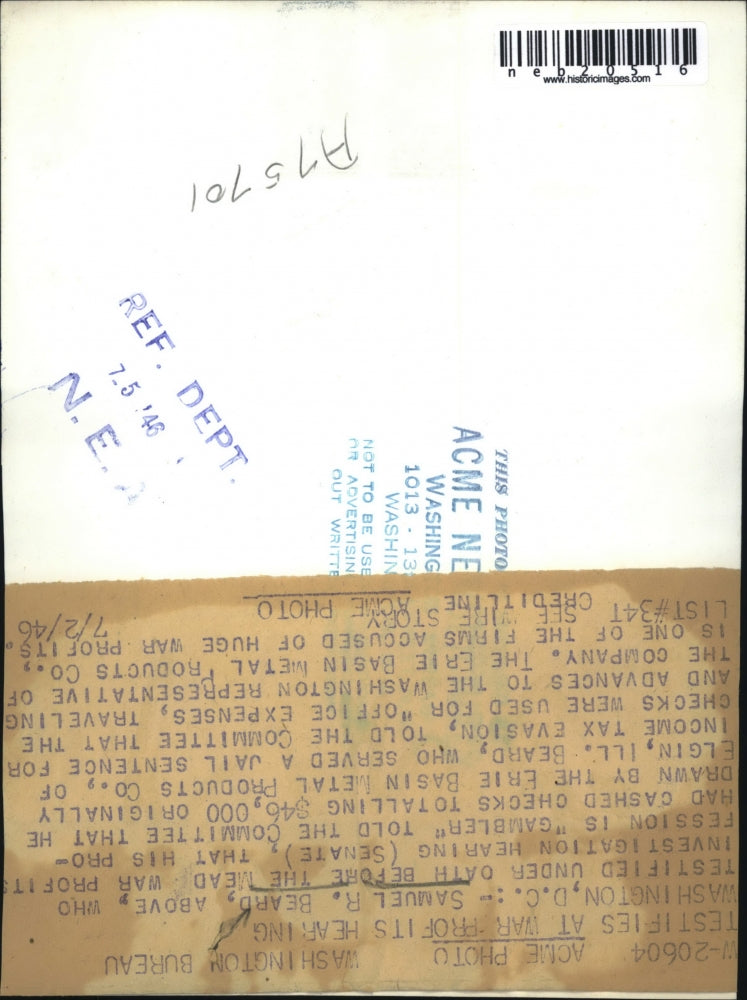 neb20516
www.historicimages.com
A75701
REF. DEPT.
7.5 '46
N. E.
THIS PHOTO
ACME NE
WASHING
1013 - 13
WASHIN
NOT TO BE USE
OR ADVERTISIN
OUT WRITTE
W-20604 ACME PHOTO WASHINGTON BUREAU
TESTIFIES AT WAR PROFITS HEARING
WASHINGTON, D.C.:- SAMUEL R. BEARD, ABOVE, WHO
TESTIFIED UNDER OATH BEFORE THE MEAD WAR PROFITS
INVESTIGATION HEARING (SENATE), THAT HIS PRO-
FESSION IS "GAMBLER" TOLD THE COMMITTEE THAT HE
HAD CASHED CHECKS TOTALLING $46,000 ORIGINALLY
DRAWN BY THE ERIE BASIN METAL PRODUCTS CO., OF
ELGIN, ILL. BEARD, WHO SERVED A JAIL SENTENCE FOR
INCOME TAX EVASION, TOLD THE COMMITTEE THAT THE
CHECKS WERE USED FOR "OFFICE EXPENSES, TRAVELING
AND ADVANCES TO THE WASHINGTON REPRESENTATIVE OF
THE COMPANY. THE ERIE BASIN METAL PRODUCTS CO.,
IS ONE OF THE FIRMS ACCUSED OF HUGE WAR PROFITS.
LIST#34T SEE WIRE STORY 7/2/46
CREDITLINE ACME PHOTO